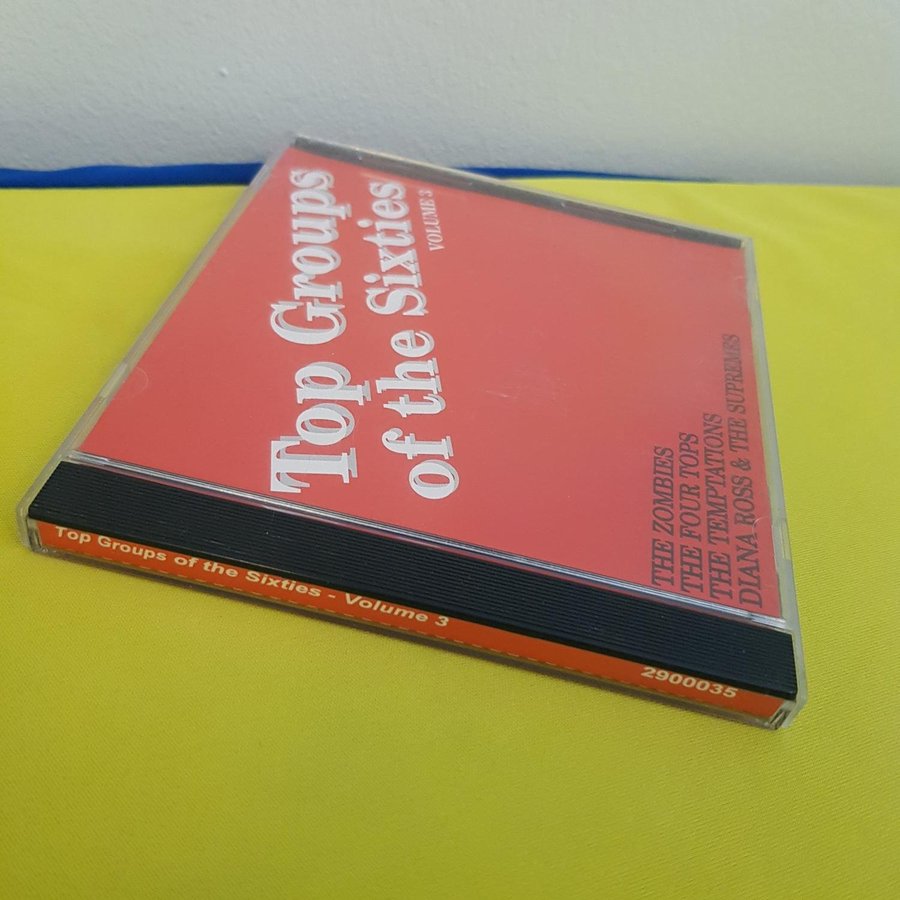 Top Groups
of the Sixties
VOLUME 3
THE ZOMBIES
THE FOUR TOPS
THE TEMPTATIONS
DIANA ROSS & THE SUPREMES
Top Groups of the Sixties - Volume 3
2900035